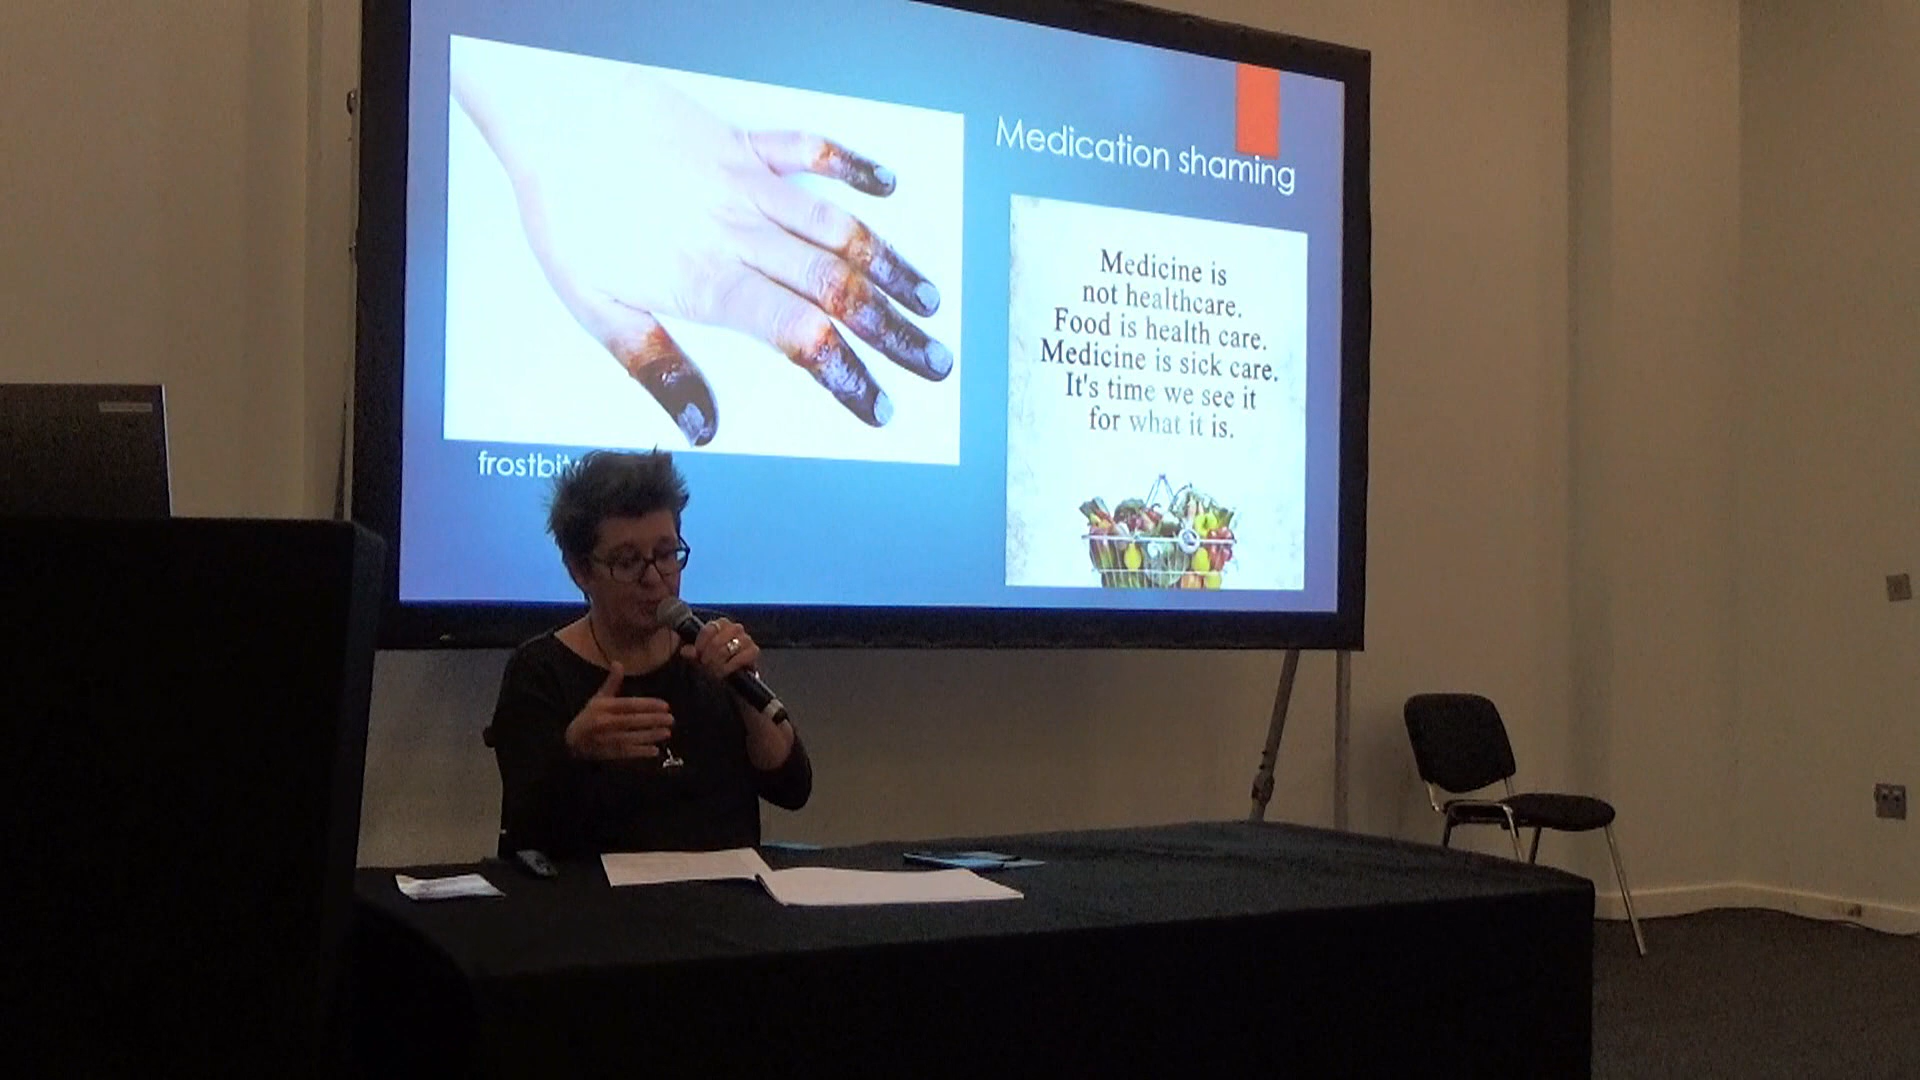 Medication shaming
Medicine is
not healthcare.
Food is health care.
Medicine is sick care.
It's time we see it
for what it is.